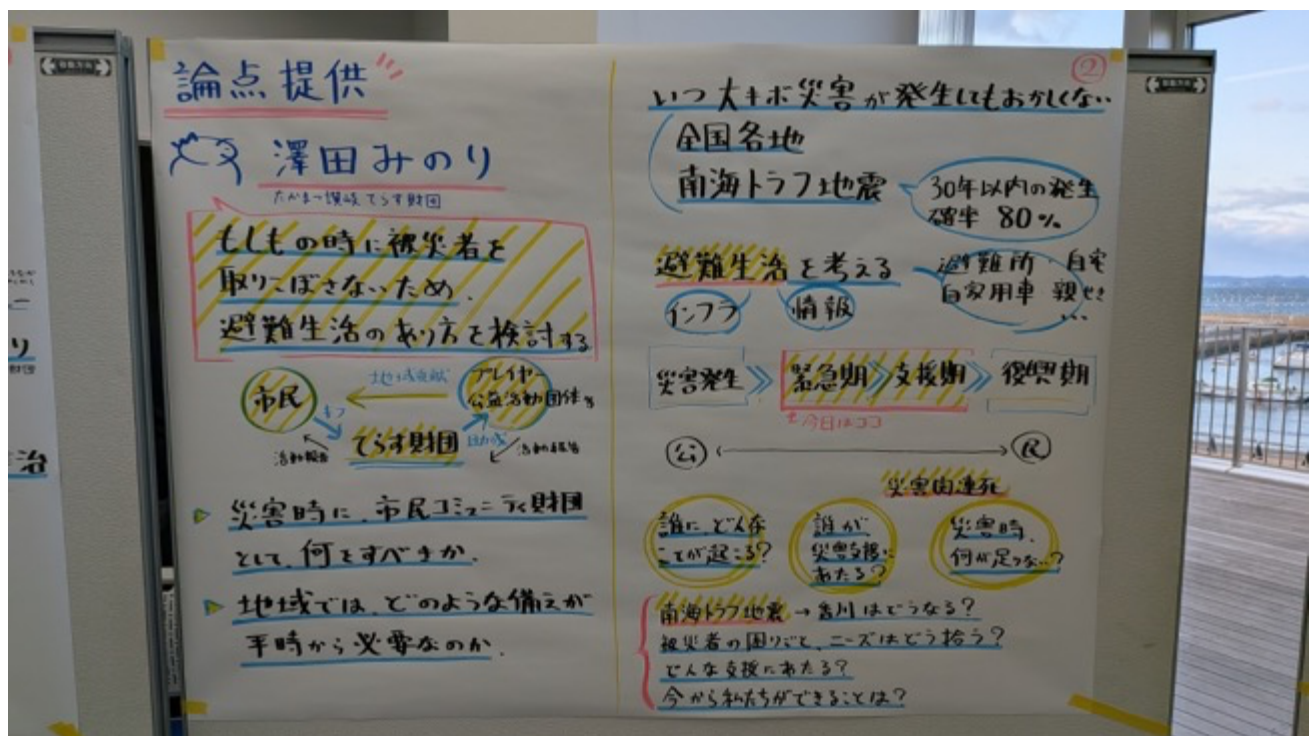 論点提供
澤田みのり
たかまつ讃岐てらす財団
もしもの時に被災者を
取りこぼさないため、
避難生活のあり方を検討する
市民
地域貢献
プレイヤー
公益活動団体等
キフ
てらす財団
助成
活動報告
活動報告
災害時に、市民コミュニティ財団
として、何をすべきか、
地域では、どのような備えが
平時から必要なのか、
②
いつ大キボ災害が発生してもおかしくない
全国各地
南海トラフ地震
30年以内の発生
確率 80%
避難生活を考える
インフラ
情報
避難所 自宅
自家用車 親せき
...
災害発生
緊急期
支援期
復興期
今日はココ
公
民
災害関連死
誰に、どんな
ことが起こる?
誰が
災害支援に
あたる?
災害時、
何が足りない?
南海トラフ地震→香川はどうなる?
被災者の困りごと、ニーズはどう拾う?
どんな支援にあたる?
今から私たちができることは?